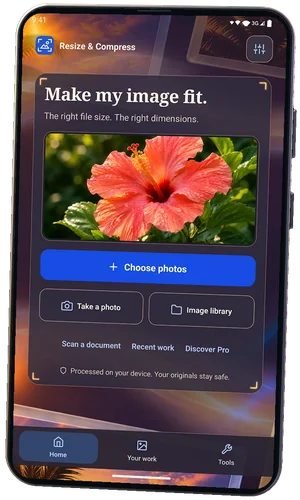 9:41
3G
Resize & Compress
Make my image fit.
The right file size. The right dimensions.
+ Choose photos
Take a photo
Image library
Scan a document
Recent work
Discover Pro
Processed on your device. Your originals stay safe.
Home
Your work
Tools